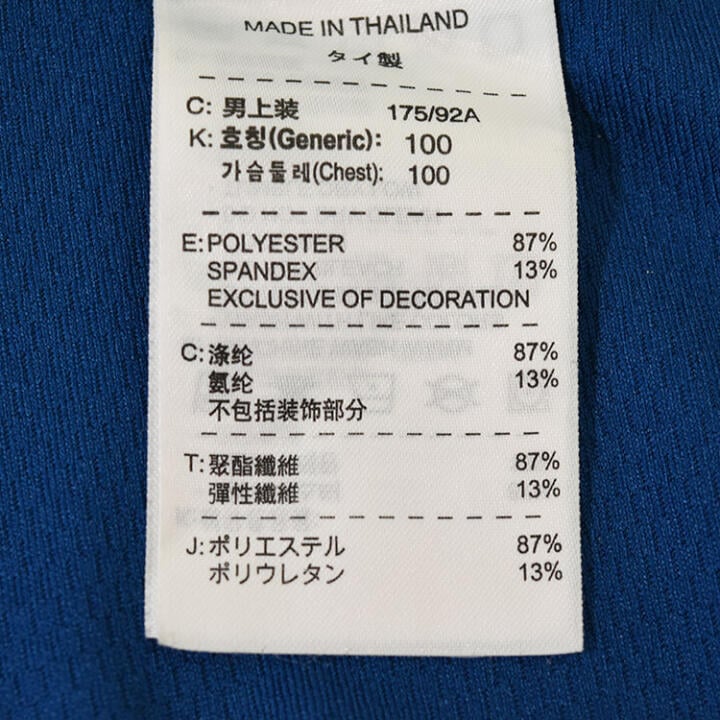 MADE IN THAILAND
タイ製
C: 男上装 175/92A
K: 호칭(Generic): 100
가슴둘레(Chest): 100
E: POLYESTER 87%
SPANDEX 13%
EXCLUSIVE OF DECORATION
C: 涤纶 87%
氨纶 13%
不包括装饰部分
T: 聚酯纖維 87%
彈性纖維 13%
J: ポリエステル 87%
ポリウレタン 13%